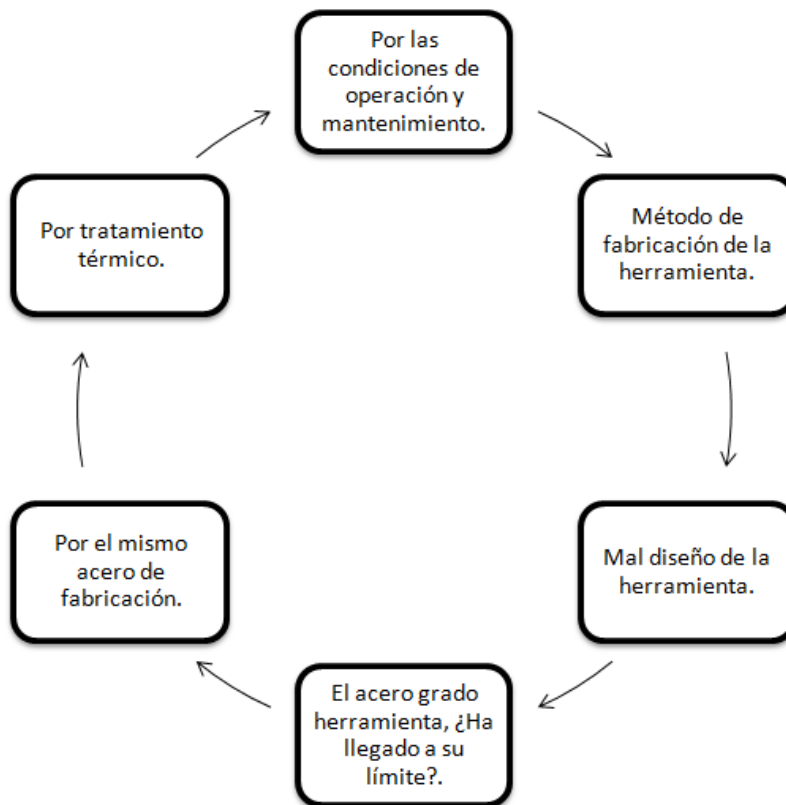 Por las
condiciones de
operación y
mantenimiento.
Método de
fabricación de la
herramienta.
Mal diseño de la
herramienta.
El acero grado
herramienta, ¿Ha
llegado a su
límite?.
Por el mismo
acero de
fabricación.
Por tratamiento
térmico.